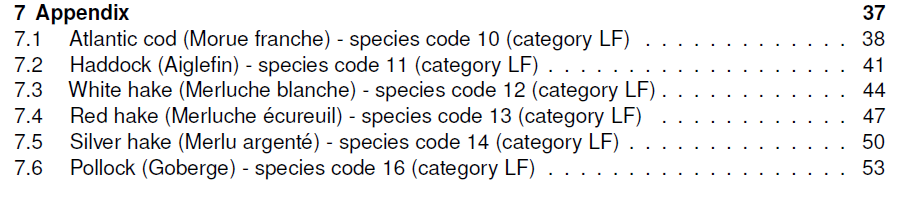 7 Appendix 37
7.1 Atlantic cod (Morue franche) - species code 10 (category LF) . . . . . . . . . . . . . 38
7.2 Haddock (Aiglefin) - species code 11 (category LF) . . . . . . . . . . . . . . . . . . . 41
7.3 White hake (Merluche blanche) - species code 12 (category LF) . . . . . . . . . . . . 44
7.4 Red hake (Merluche écureuil) - species code 13 (category LF) . . . . . . . . . . . . 47
7.5 Silver hake (Merlu argenté) - species code 14 (category LF) . . . . . . . . . . . . . . 50
7.6 Pollock (Goberge) - species code 16 (category LF) . . . . . . . . . . . . . . . . . . . 53